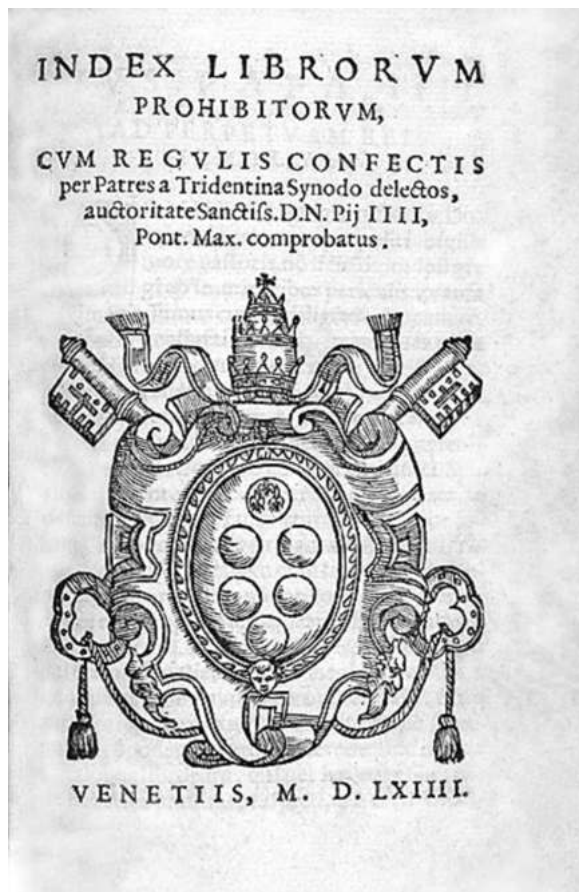 INDEX LIBRORVM
PROHIBITORVM,
CVM REGVLIS CONFECTIS
per Patres a Tridentina Synodo delectos,
auctoritate Sanctiſs. D. N. Pij IIII,
Pont. Max. comprobatus.
VENETIIS, M. D. LXIIII.